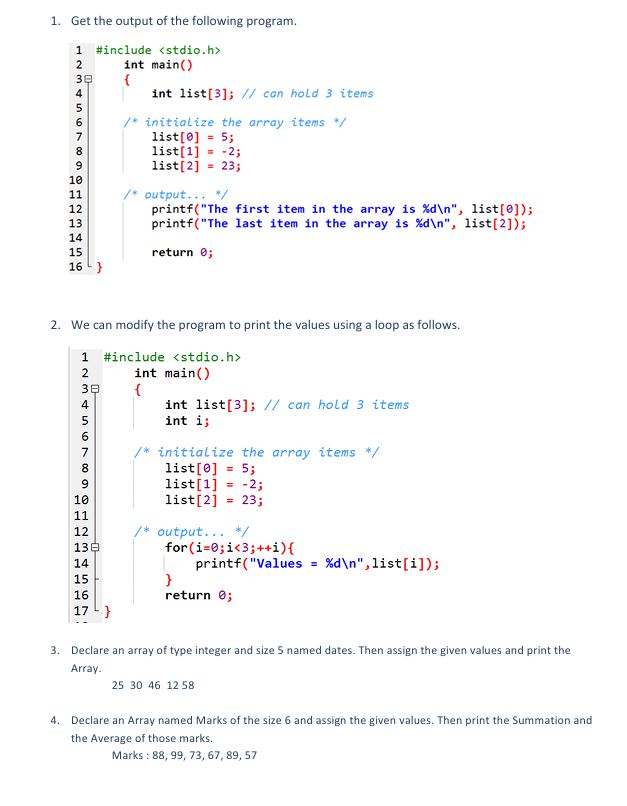 1. Get the output of the following program.
1 #include <stdio.h>
2 int main()
3 {
4 int list[3]; // can hold 3 items
5
6 /* initialize the array items */
7 list[0] = 5;
8 list[1] = -2;
9 list[2] = 23;
10
11 /* output... */
12 printf("The first item in the array is %d\n", list[0]);
13 printf("The last item in the array is %d\n", list[2]);
14
15 return 0;
16 }
2. We can modify the program to print the values using a loop as follows.
1 #include <stdio.h>
2 int main()
3 {
4 int list[3]; // can hold 3 items
5 int i;
6
7 /* initialize the array items */
8 list[0] = 5;
9 list[1] = -2;
10 list[2] = 23;
11
12 /* output... */
13 for(i=0;i<3;++i){
14 printf("Values = %d\n",list[i]);
15 }
16 return 0;
17 }
3. Declare an array of type integer and size 5 named dates. Then assign the given values and print the
Array.
25 30 46 12 58
4. Declare an Array named Marks of the size 6 and assign the given values. Then print the Summation and
the Average of those marks.
Marks : 88, 99, 73, 67, 89, 57